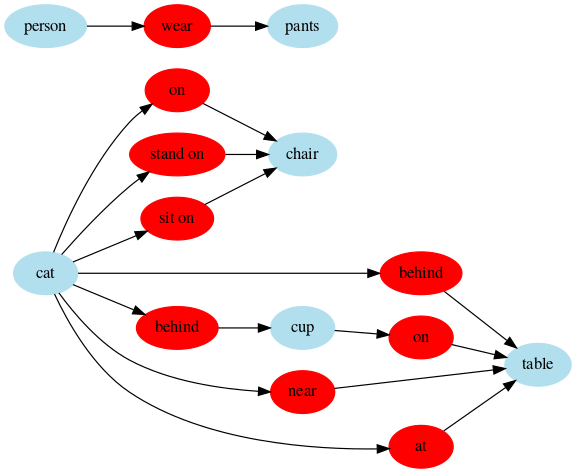 person
wear
pants
on
stand on
chair
sit on
cat
behind
behind
cup
on
table
near
at